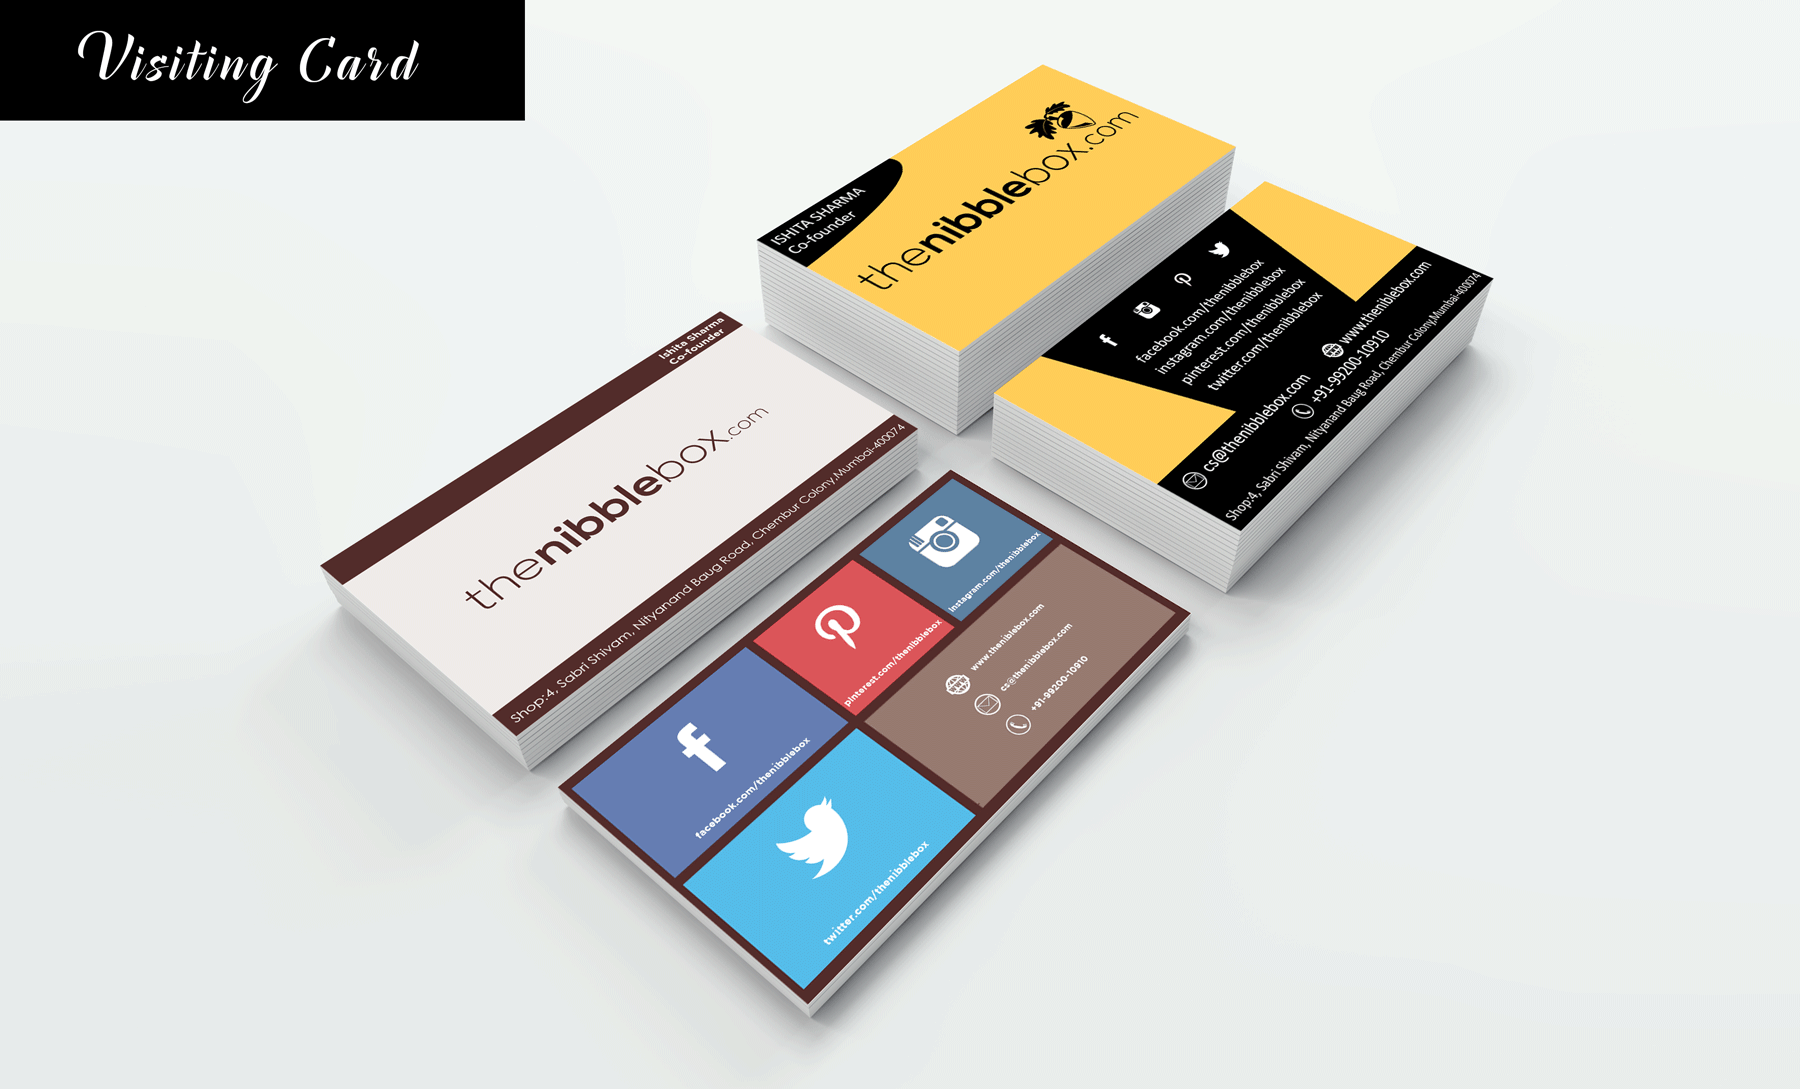 Visiting Card
thenibblebox.com
ISHITA SHARMA
Co-founder
facebook.com/thenibblebox
instagram.com/thenibblebox
pinterest.com/thenibblebox
twitter.com/thenibblebox
www.theniblebox.com
cs@thenibblebox.com
+91-99200-10910
Shop:4, Sabri Shivam, Nityanand Baug Road, Chembur Colony,Mumbai-400074
Ishita Sharma
Co-founder
thenibblebox.com
Shop:4, Sabri Shivam, Nityanand Baug Road, Chembur Colony,Mumbai-400074
instagram.com/thenibblebox
pinterest.com/thenibblebox
facebook.com/thenibblebox
twitter.com/thenibblebox
www.theniblebox.com
cs@thenibblebox.com
+91-99200-10910